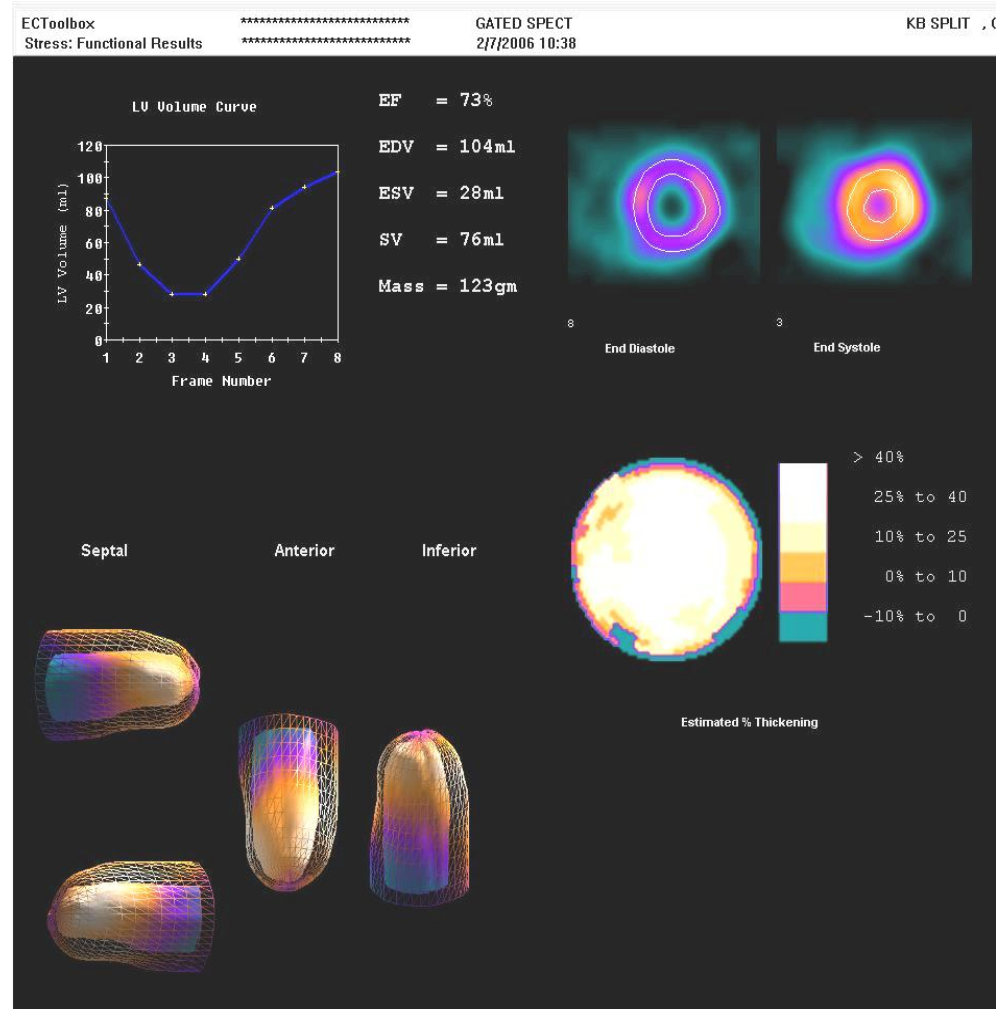 ECToolbox
****************************
GATED SPECT
KB SPLIT , C
Stress: Functional Results
****************************
2/7/2006 10:38
LV Volume Curve
EF = 73%
EDV = 104ml
ESV = 28ml
SV = 76ml
Mass = 123gm
LV Volume (ml)
120
100
80
60
40
20
0
1 2 3 4 5 6 7 8
Frame Number
8
3
End Diastole
End Systole
> 40%
25% to 40
10% to 25
0% to 10
-10% to 0
Septal
Anterior
Inferior
Estimated % Thickening